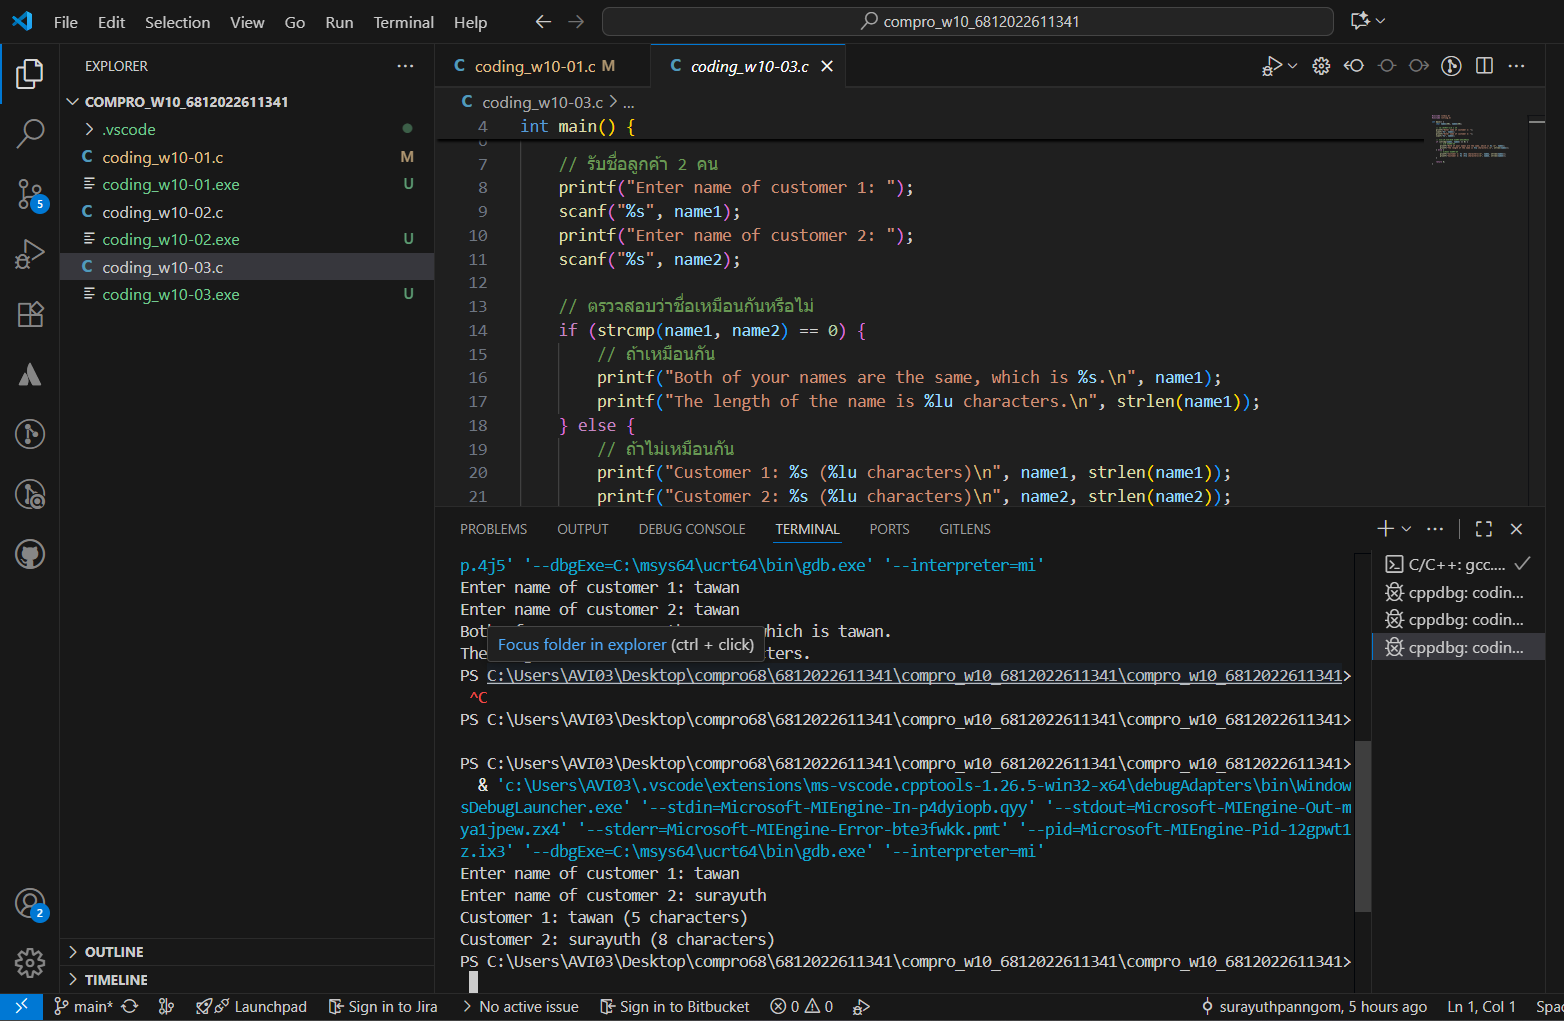 File Edit Selection View Go Run Terminal Help
compro_w10_6812022611341
EXPLORER
COMPRO_W10_6812022611341
.vscode
coding_w10-01.c M
coding_w10-01.exe U
coding_w10-02.c
coding_w10-02.exe U
coding_w10-03.c
coding_w10-03.exe U
OUTLINE
TIMELINE
5
2
coding_w10-01.c M
coding_w10-03.c
coding_w10-03.c > ...
4 int main() {
7 // รับชื่อลูกค้า 2 คน
8 printf("Enter name of customer 1: ");
9 scanf("%s", name1);
10 printf("Enter name of customer 2: ");
11 scanf("%s", name2);
12
13 // ตรวจสอบว่าชื่อเหมือนกันหรือไม่
14 if (strcmp(name1, name2) == 0) {
15 // ถ้าเหมือนกัน
16 printf("Both of your names are the same, which is %s.\n", name1);
17 printf("The length of the name is %lu characters.\n", strlen(name1));
18 } else {
19 // ถ้าไม่เหมือนกัน
20 printf("Customer 1: %s (%lu characters)\n", name1, strlen(name1));
21 printf("Customer 2: %s (%lu characters)\n", name2, strlen(name2));
PROBLEMS OUTPUT DEBUG CONSOLE TERMINAL PORTS GITLENS
p.4j5' '--dbgExe=C:\msys64\ucrt64\bin\gdb.exe' '--interpreter=mi'
Enter name of customer 1: tawan
Enter name of customer 2: tawan
Bot which is tawan.
Focus folder in explorer (ctrl + click)
The ters.
PS C:\Users\AVI03\Desktop\compro68\6812022611341\compro_w10_6812022611341\compro_w10_6812022611341>
^C
PS C:\Users\AVI03\Desktop\compro68\6812022611341\compro_w10_6812022611341\compro_w10_6812022611341>
PS C:\Users\AVI03\Desktop\compro68\6812022611341\compro_w10_6812022611341\compro_w10_6812022611341>
& 'c:\Users\AVI03\.vscode\extensions\ms-vscode.cpptools-1.26.5-win32-x64\debugAdapters\bin\Window
sDebugLauncher.exe' '--stdin=Microsoft-MIEngine-In-p4dyiopb.qyy' '--stdout=Microsoft-MIEngine-Out-m
ya1jpew.zx4' '--stderr=Microsoft-MIEngine-Error-bte3fwkk.pmt' '--pid=Microsoft-MIEngine-Pid-12gpwt1
z.ix3' '--dbgExe=C:\msys64\ucrt64\bin\gdb.exe' '--interpreter=mi'
Enter name of customer 1: tawan
Enter name of customer 2: surayuth
Customer 1: tawan (5 characters)
Customer 2: surayuth (8 characters)
PS C:\Users\AVI03\Desktop\compro68\6812022611341\compro_w10_6812022611341\compro_w10_6812022611341>
C/C++: gcc....
cppdbg: codin...
cppdbg: codin...
cppdbg: codin...
main* Launchpad Sign in to Jira No active issue Sign in to Bitbucket 0 0 surayuthpanngom, 5 hours ago Ln 1, Col 1 Spac